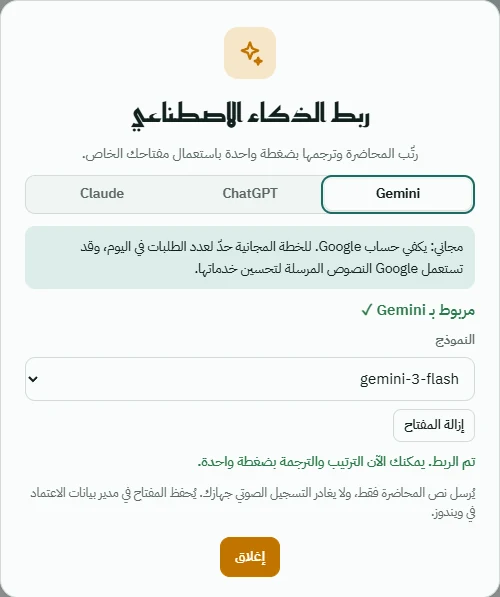 ربط الذكاء الاصطناعي
رتّب المحاضرة وترجمها بضغطة واحدة باستعمال مفتاحك الخاص.
Gemini
ChatGPT
Claude
مجاني: يكفي حساب Google. للخطة المجانية حدّ لعدد الطلبات في اليوم، وقد
تستعمل Google النصوص المرسلة لتحسين خدماتها.
مربوط بـ Gemini ✓
النموذج
gemini-3-flash
إزالة المفتاح
تم الربط. يمكنك الآن الترتيب والترجمة بضغطة واحدة.
يُرسل نص المحاضرة فقط، ولا يغادر التسجيل الصوتي جهازك. يُحفظ المفتاح في مدير بيانات الاعتماد
في ويندوز.
إغلاق